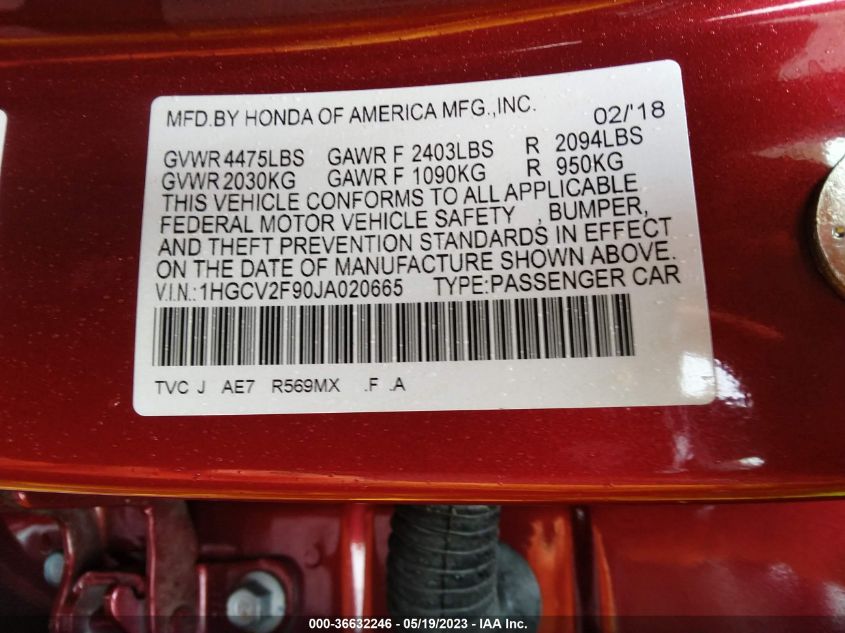 MFD.BY HONDA OF AMERICA MFG.,INC. 02/'18
GVWR 4475LBS GAWR F 2403LBS R 2094LBS
GVWR 2030KG GAWR F 1090KG R 950KG
THIS VEHICLE CONFORMS TO ALL APPLICABLE
FEDERAL MOTOR VEHICLE SAFETY , BUMPER,
AND THEFT PREVENTION STANDARDS IN EFFECT
ON THE DATE OF MANUFACTURE SHOWN ABOVE.
V.I.N.:1HGCV2F90JA020665 TYPE:PASSENGER CAR
TVC J AE7 R569MX .F .A
000-36632246 - 05/19/2023 - IAA, Inc.